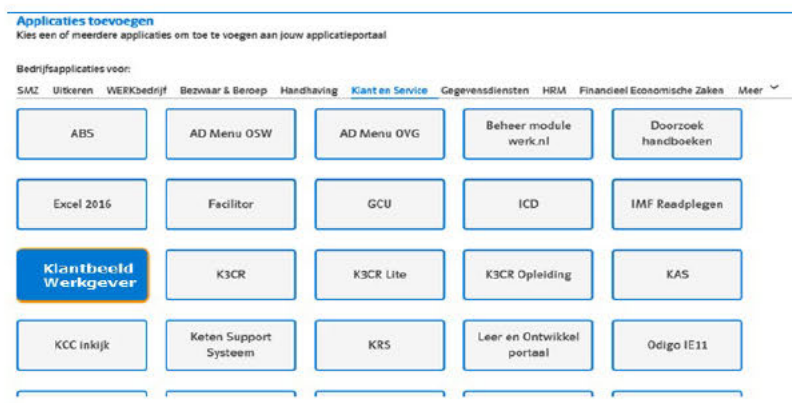 Applicaties toevoegen
Kies een of meerdere applicaties om toe te voegen aan jouw applicatieportaal
Bedrijfsapplicaties voor:
SMZ Uitkeren WERKbedrijf Bezwaar & Beroep Handhaving Klant en Service Gegevensdiensten HRM Financieel Economische Zaken Meer
ABS
AD Menu OSW
AD Menu OVG
Beheer module
werk.nl
Doorzoek
handboeken
Excel 2016
Facilitor
GCU
ICD
IMF Raadplegen
Klantbeeld
Werkgever
K3CR
K3CR Lite
K3CR Opleiding
KAS
KCC inkijk
Keten Support
Systeem
KRS
Leer en Ontwikkel
portaal
Odigo IE11